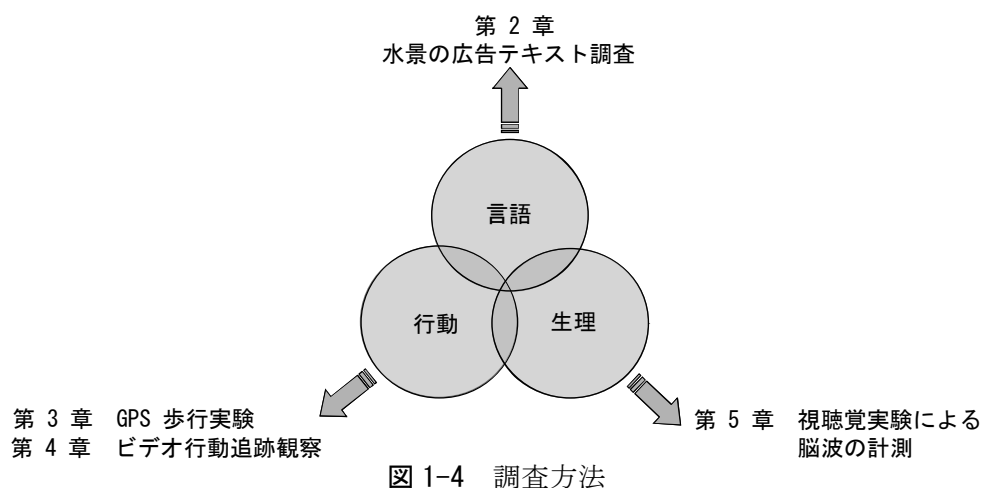 第 2 章
水景の広告テキスト調査
言語
行動
生理
第 3 章 GPS 歩行実験
第 4 章 ビデオ行動追跡観察
第 5 章 視聴覚実験による
脳波の計測
図 1-4 調査方法